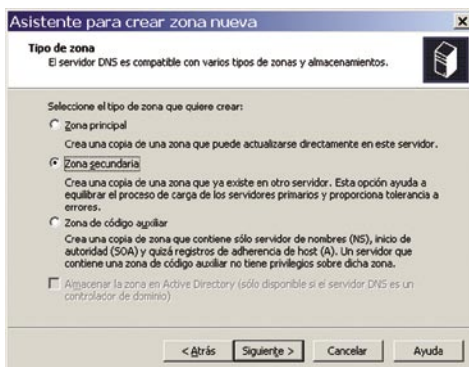 Asistente para crear zona nueva
Tipo de zona
El servidor DNS es compatible con varios tipos de zonas y almacenamientos.
Seleccione el tipo de zona que quiere crear:
Zona principal
Crea una copia de una zona que puede actualizarse directamente en este servidor.
Zona secundaria
Crea una copia de una zona que ya existe en otro servidor. Esta opción ayuda a
equilibrar el proceso de carga de los servidores primarios y proporciona tolerancia a
errores.
Zona de código auxiliar
Crea una copia de zona que contiene sólo servidor de nombres (NS), inicio de
autoridad (SOA) y quizá registros de adherencia de host (A). Un servidor que
contiene una zona de código auxiliar no tiene privilegios sobre dicha zona.
Almacenar la zona en Active Directory (sólo disponible si el servidor DNS es un
controlador de dominio)
< Atrás Siguiente > Cancelar Ayuda